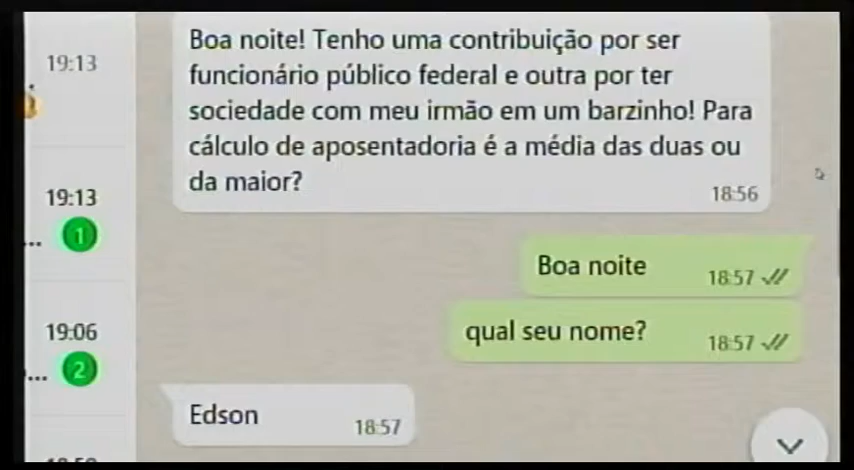 19:13
Boa noite! Tenho uma contribuição por ser
funcionário público federal e outra por ter
sociedade com meu irmão em um barzinho! Para
cálculo de aposentadoria é a média das duas ou
da maior?
18:56
19:13
... 1
Boa noite 18:57
qual seu nome? 18:57
19:06
... 2
Edson 18:57